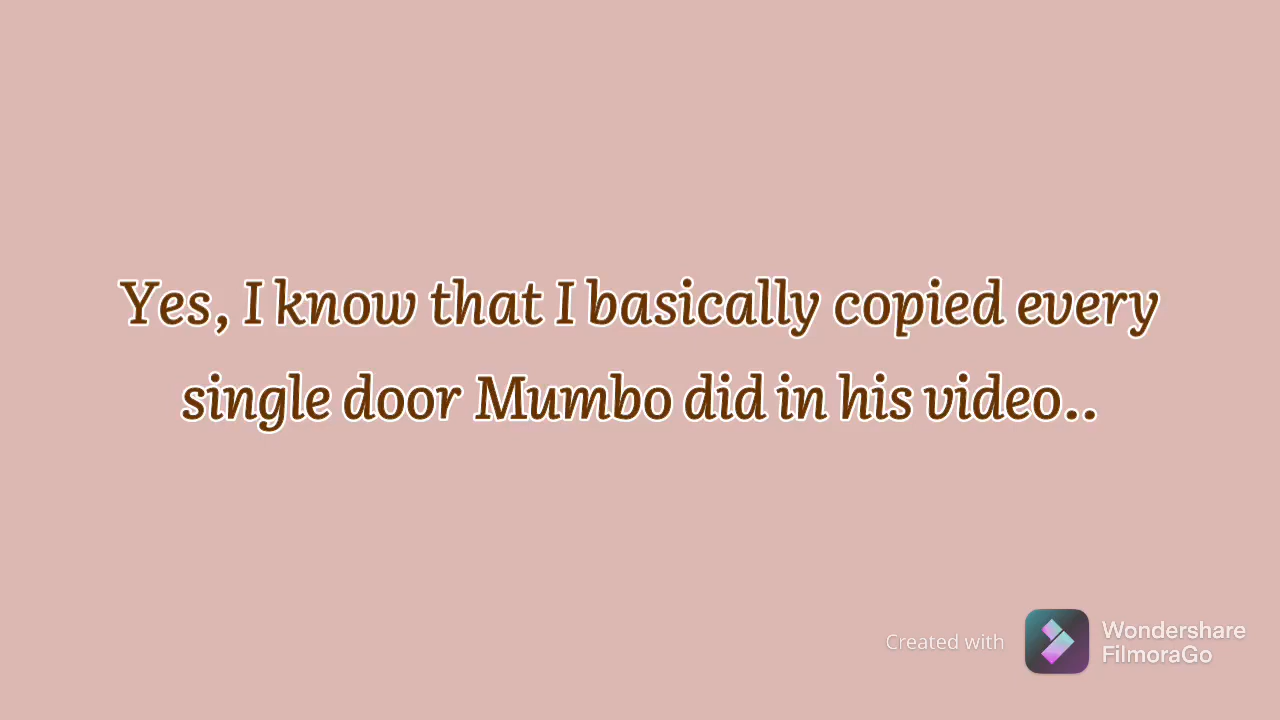 Yes, I know that I basically copied every
single door Mumbo did in his video..
Created with
Wondershare
FilmoraGo